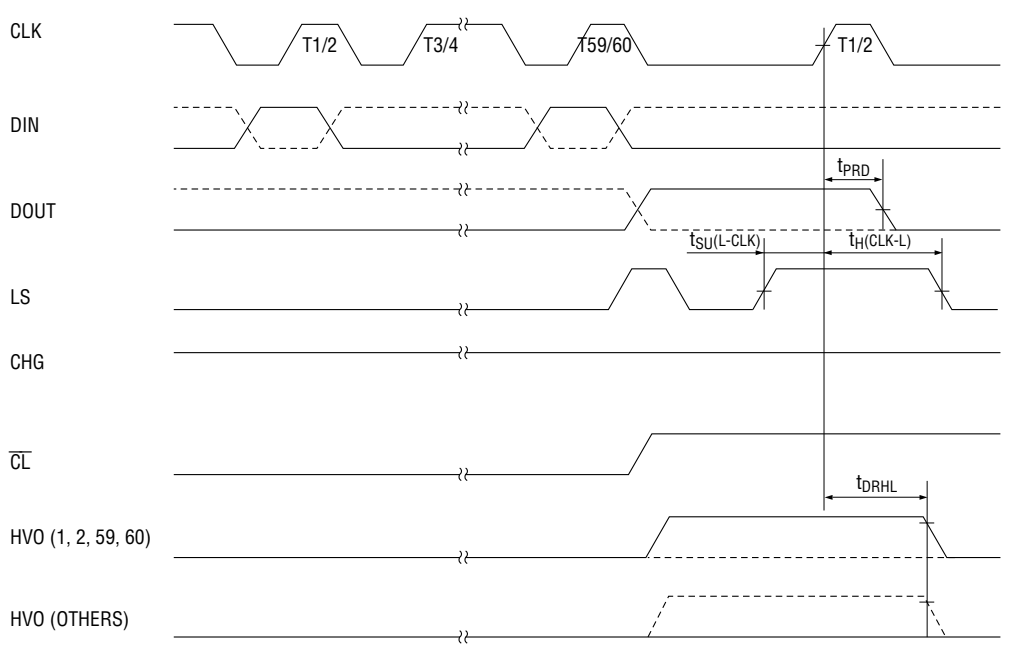 CLK
T1/2
T3/4
T59/60
T1/2
DIN
tPRD
DOUT
tSU(L-CLK)
tH(CLK-L)
LS
CHG
C̅L̅
tDRHL
HVO (1, 2, 59, 60)
HVO (OTHERS)